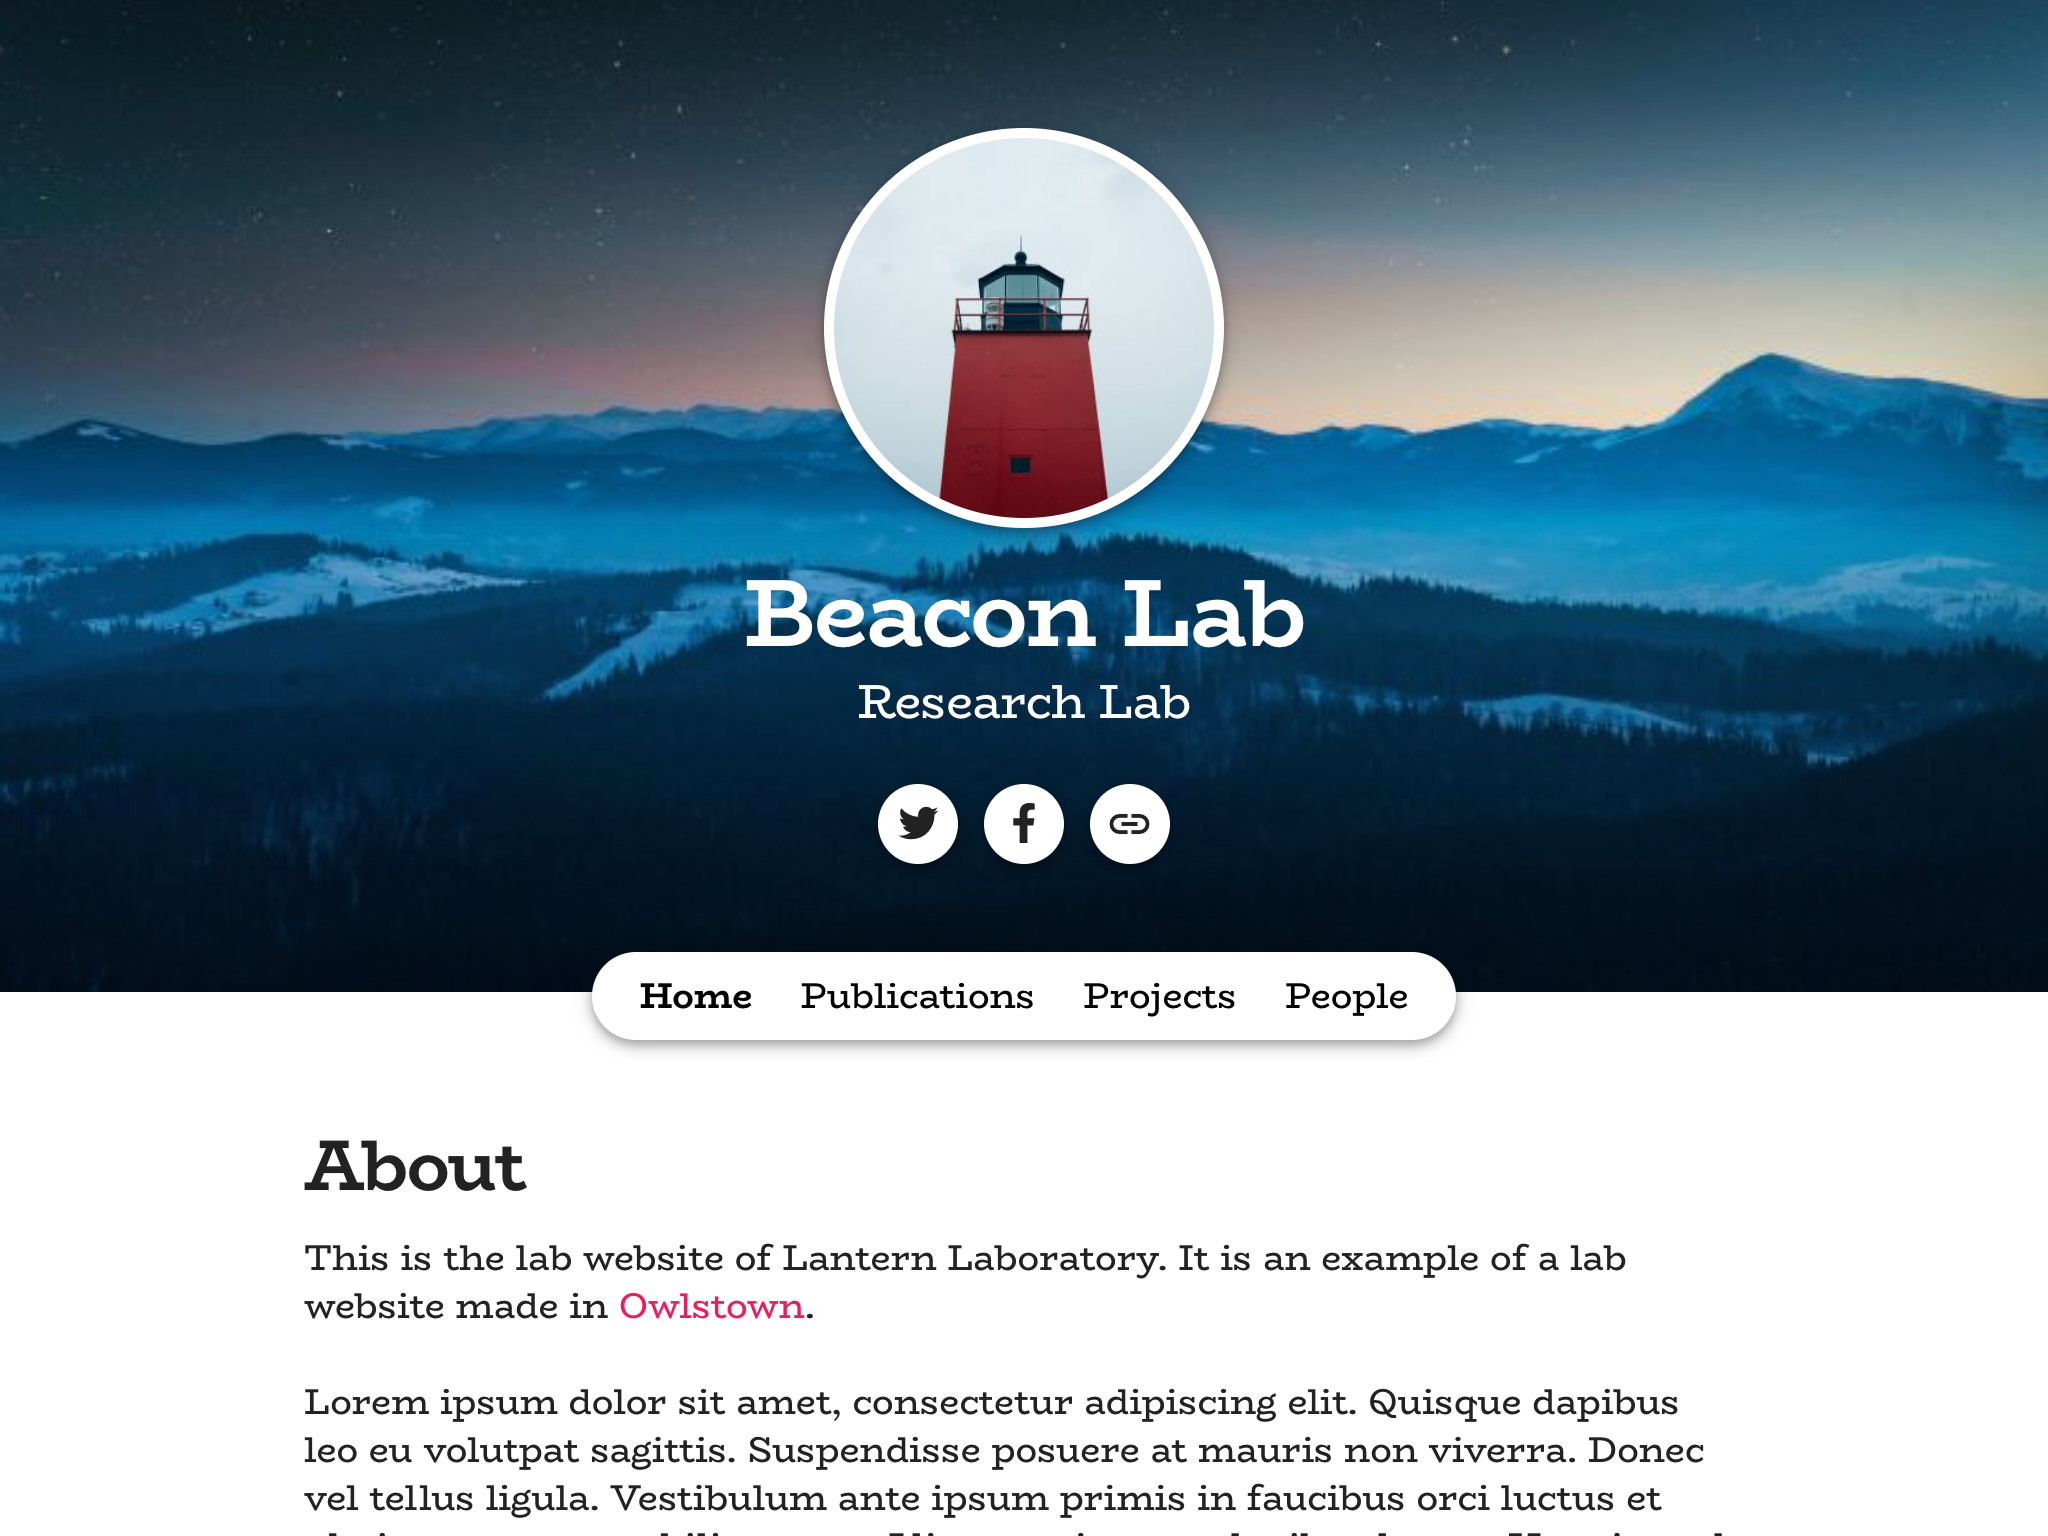 Beacon Lab
Research Lab
Home Publications Projects People
About
This is the lab website of Lantern Laboratory. It is an example of a lab
website made in Owlstown.
Lorem ipsum dolor sit amet, consectetur adipiscing elit. Quisque dapibus
leo eu volutpat sagittis. Suspendisse posuere at mauris non viverra. Donec
vel tellus ligula. Vestibulum ante ipsum primis in faucibus orci luctus et